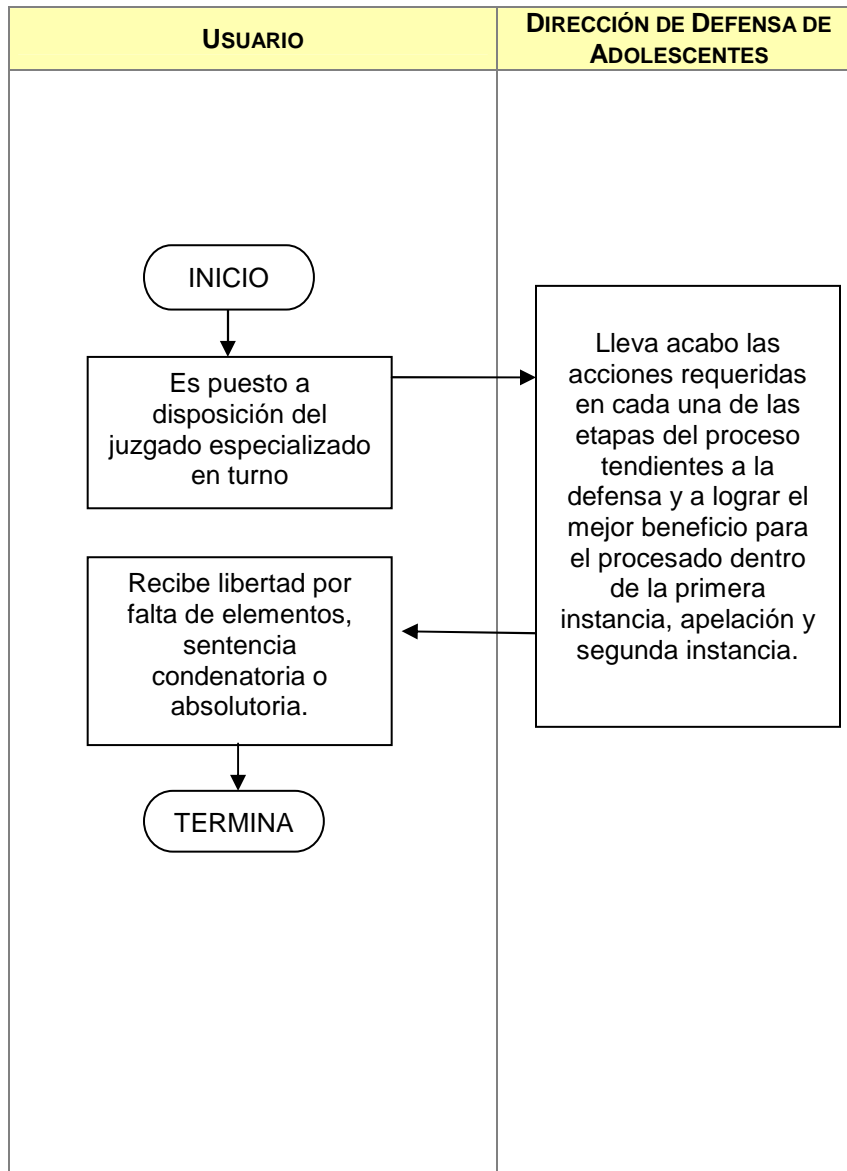 USUARIO
DIRECCIÓN DE DEFENSA DE
ADOLESCENTES
INICIO
Es puesto a
disposición del
juzgado especializado
en turno
Lleva acabo las
acciones requeridas
en cada una de las
etapas del proceso
tendientes a la
defensa y a lograr el
mejor beneficio para
el procesado dentro
de la primera
instancia, apelación y
segunda instancia.
Recibe libertad por
falta de elementos,
sentencia
condenatoria o
absolutoria.
TERMINA